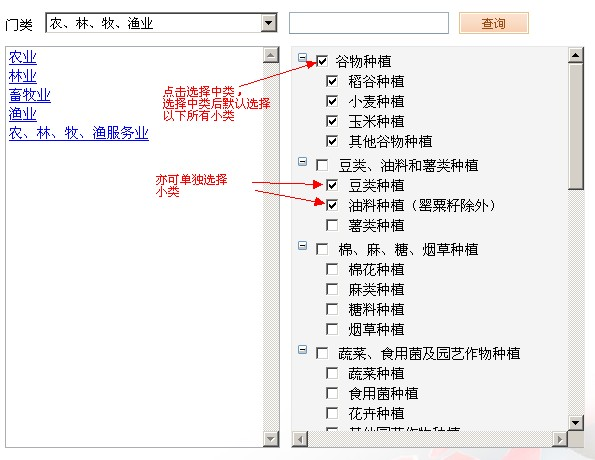 门类 农、林、牧、渔业 查询
农业
林业
畜牧业
渔业
农、林、牧、渔服务业
点击选择中类，
选择中类后默认选择
以下所有小类
亦可单独选择
小类
谷物种植
稻谷种植
小麦种植
玉米种植
其他谷物种植
豆类、油料和薯类种植
豆类种植
油料种植（罂粟籽除外）
薯类种植
棉、麻、糖、烟草种植
棉花种植
麻类种植
糖料种植
烟草种植
蔬菜、食用菌及园艺作物种植
蔬菜种植
食用菌种植
花卉种植